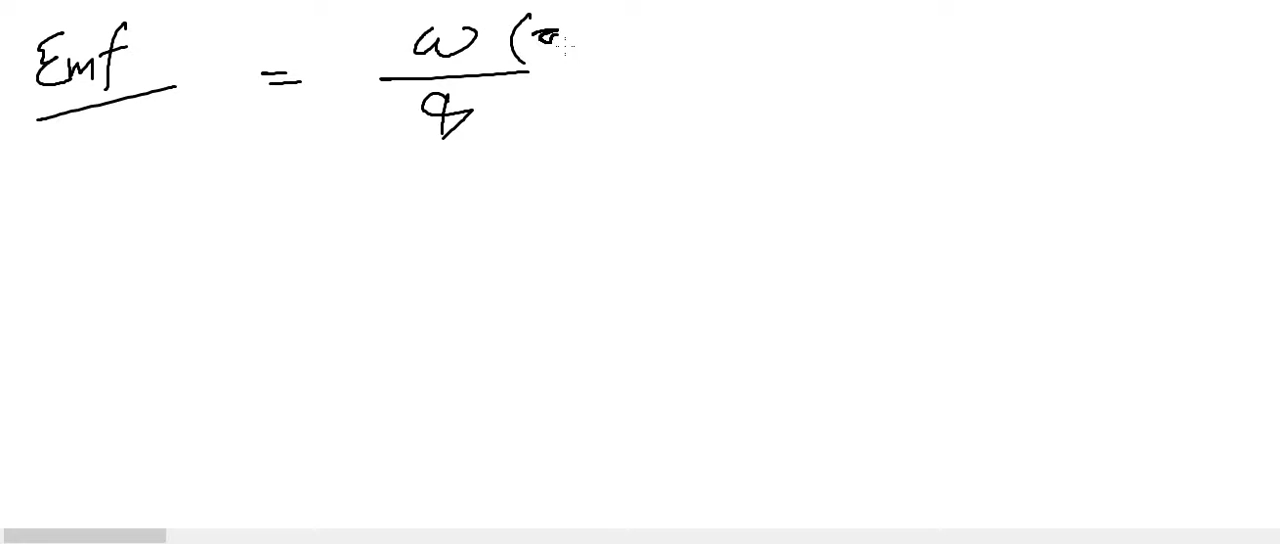 Emf = w (
q